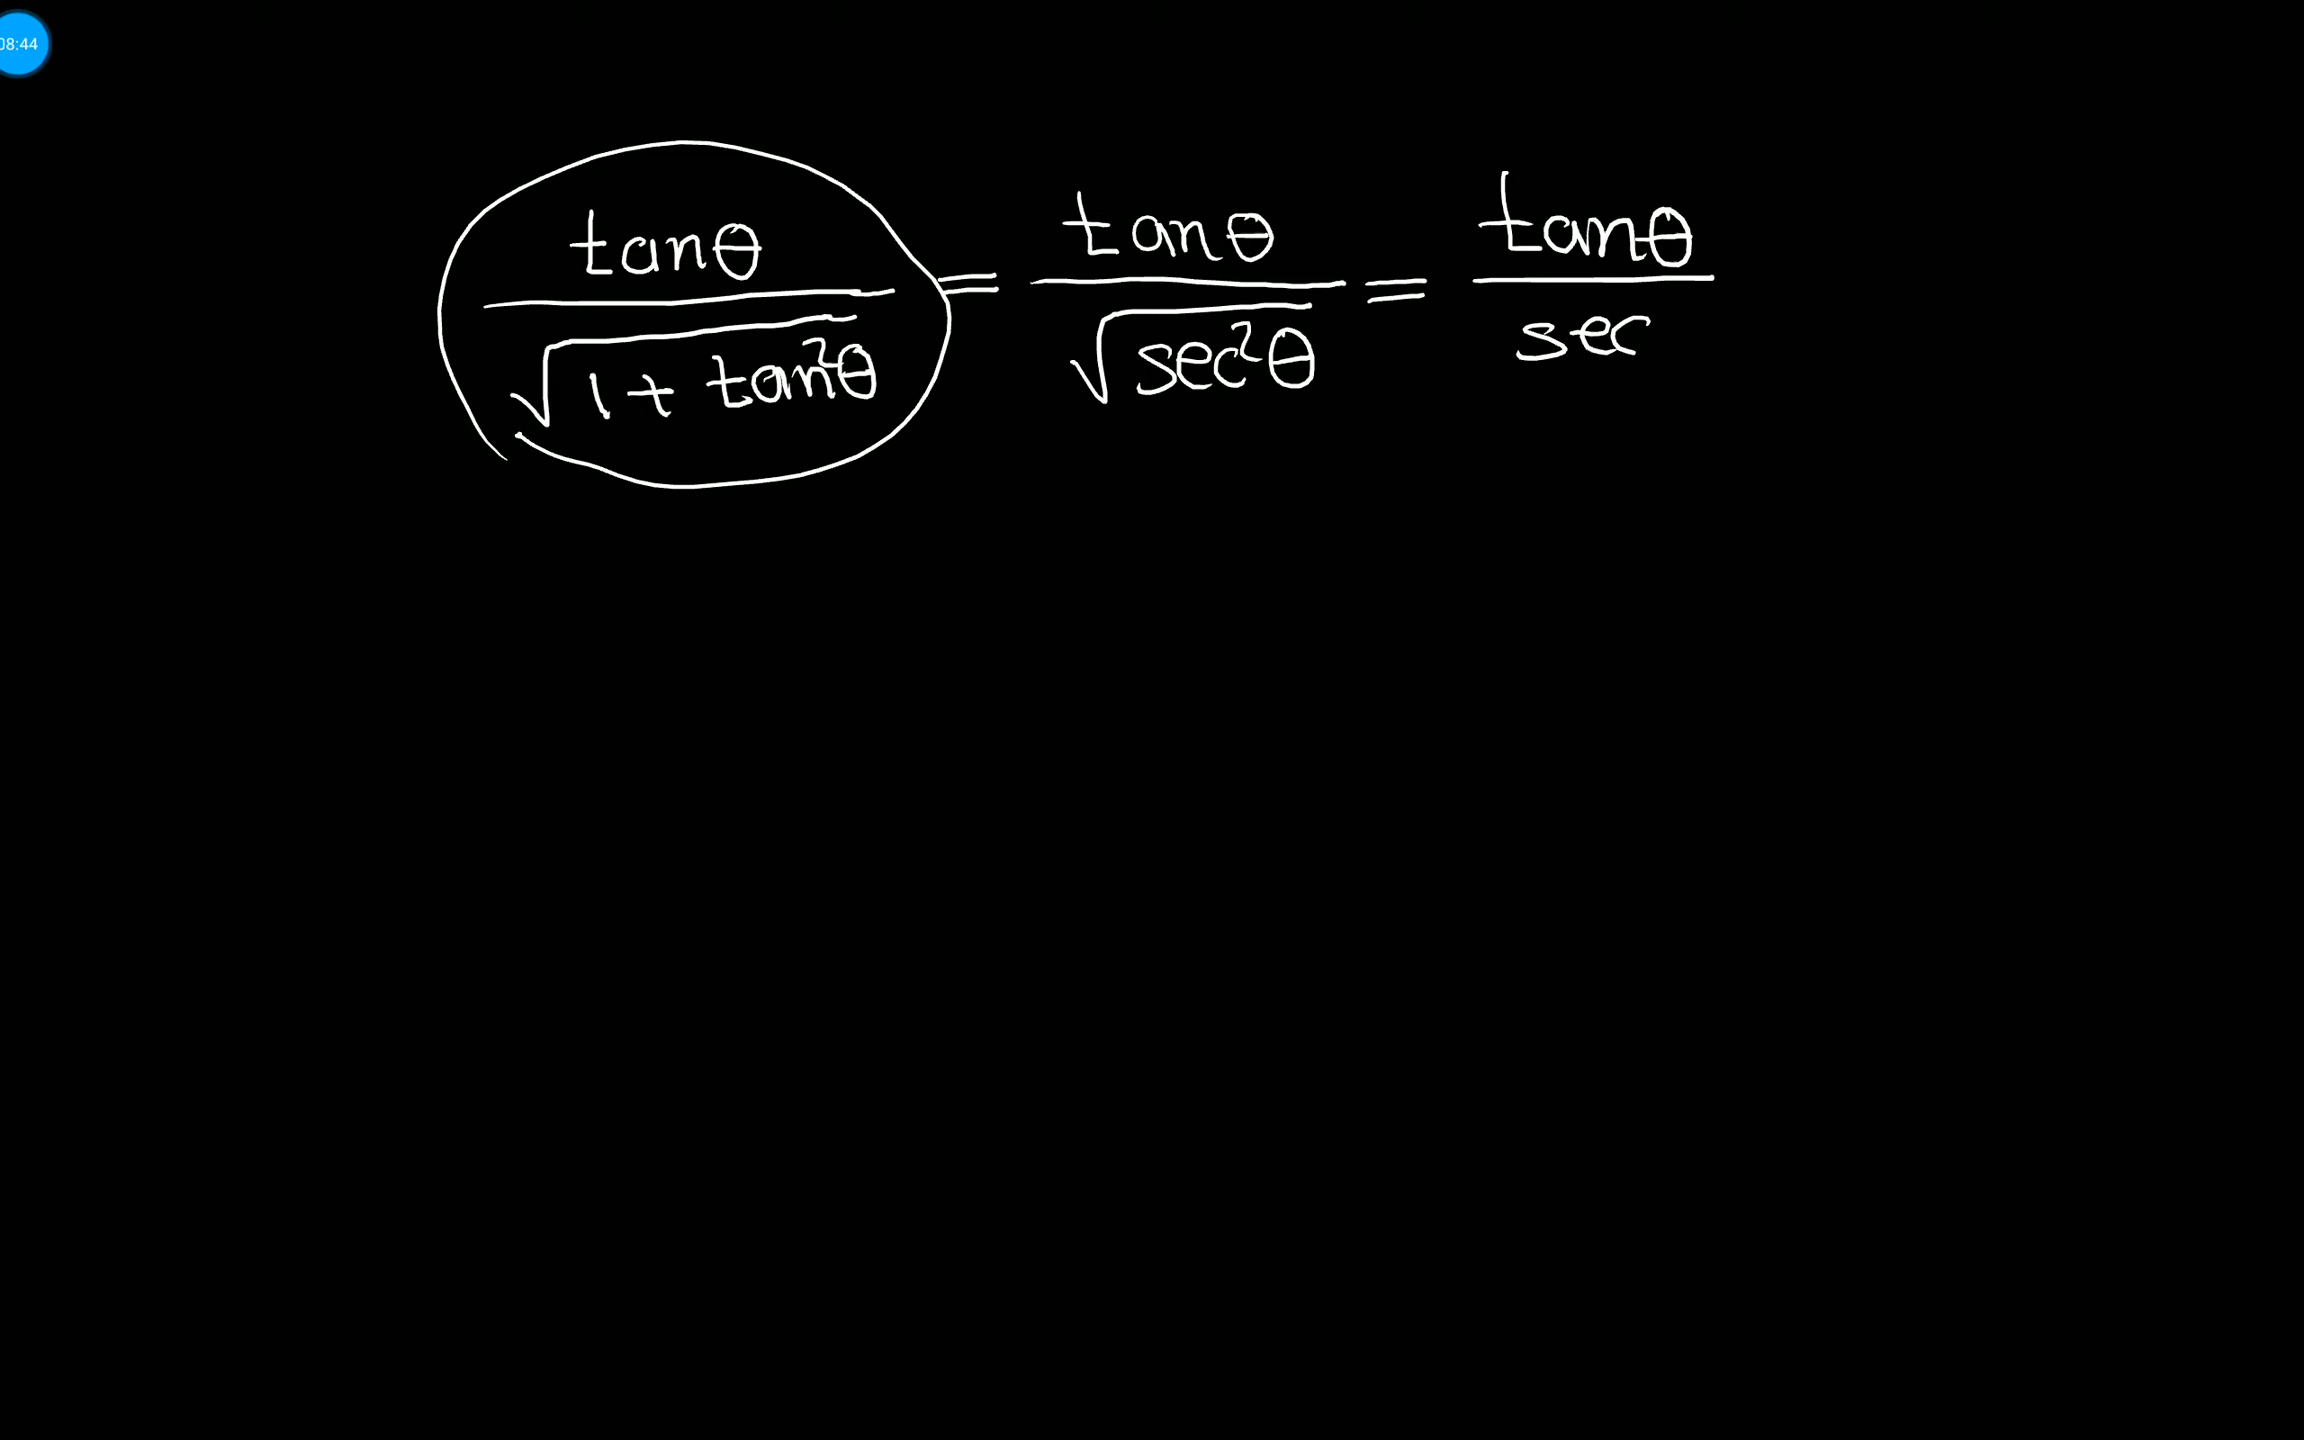 08:44
tanθ / √(1 + tan²θ) = tanθ / √(sec²θ) = tanθ / sec